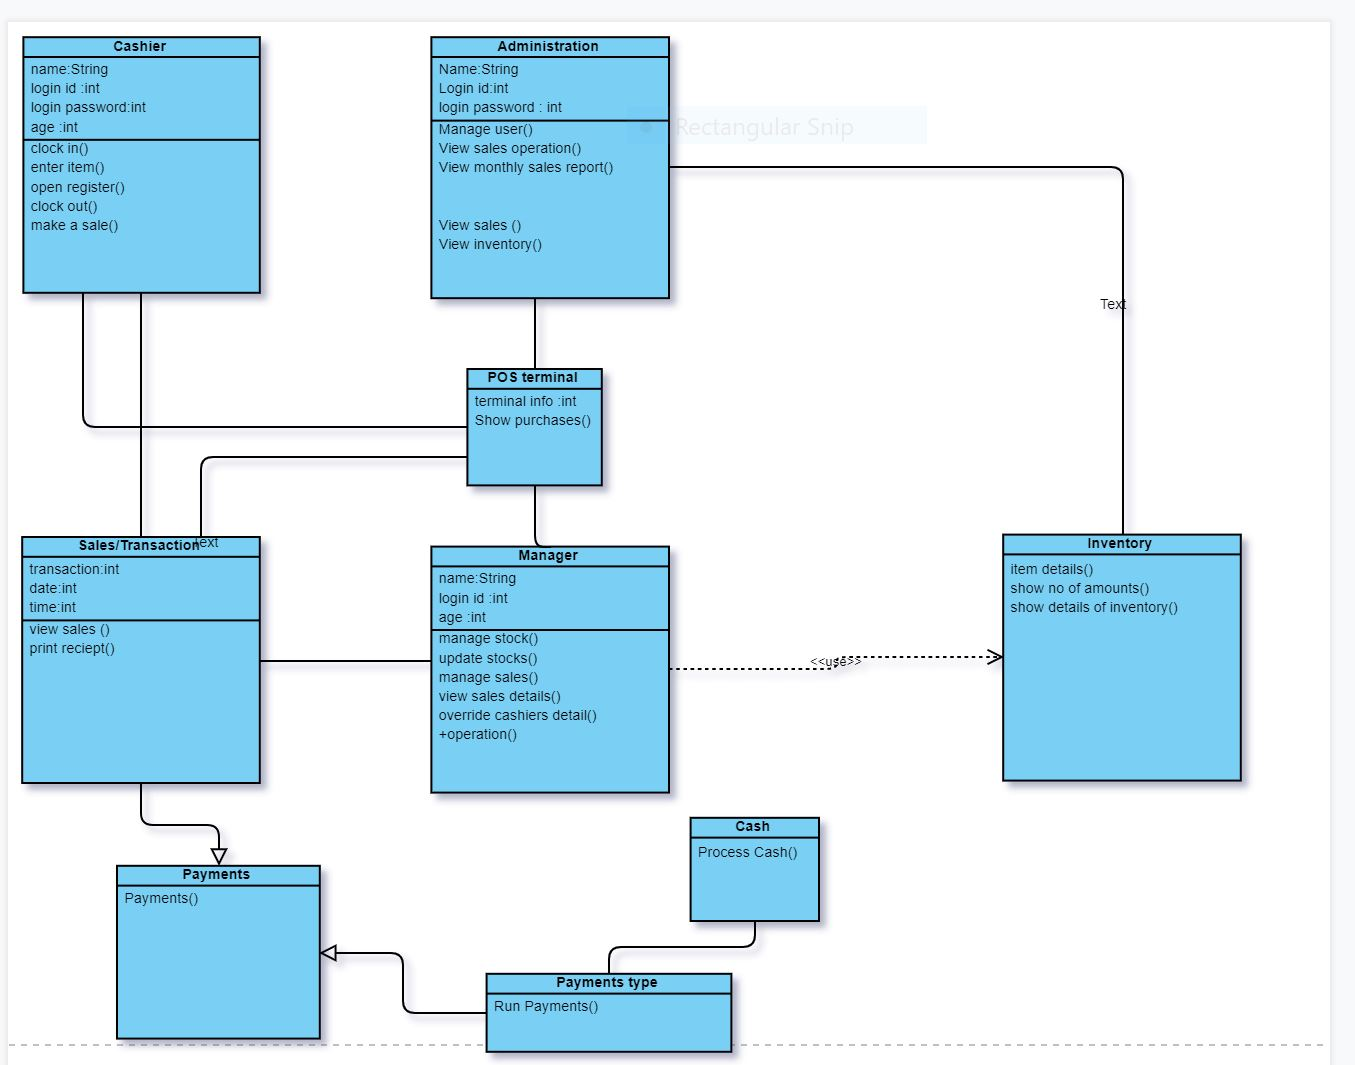 Cashier
name:String
login id :int
login password:int
age :int
clock in()
enter item()
open register()
clock out()
make a sale()
Administration
Name:String
Login id:int
login password : int
Manage user()
View sales operation()
View monthly sales report()
View sales ()
View inventory()
Rectangular Snip
Text
POS terminal
terminal info :int
Show purchases()
Sales/Transaction
Text
transaction:int
date:int
time:int
view sales ()
print reciept()
Manager
name:String
login id :int
age :int
manage stock()
update stocks()
manage sales()
view sales details()
override cashiers detail()
+operation()
<<use>>
Inventory
item details()
show no of amounts()
show details of inventory()
Payments
Payments()
Cash
Process Cash()
Payments type
Run Payments()